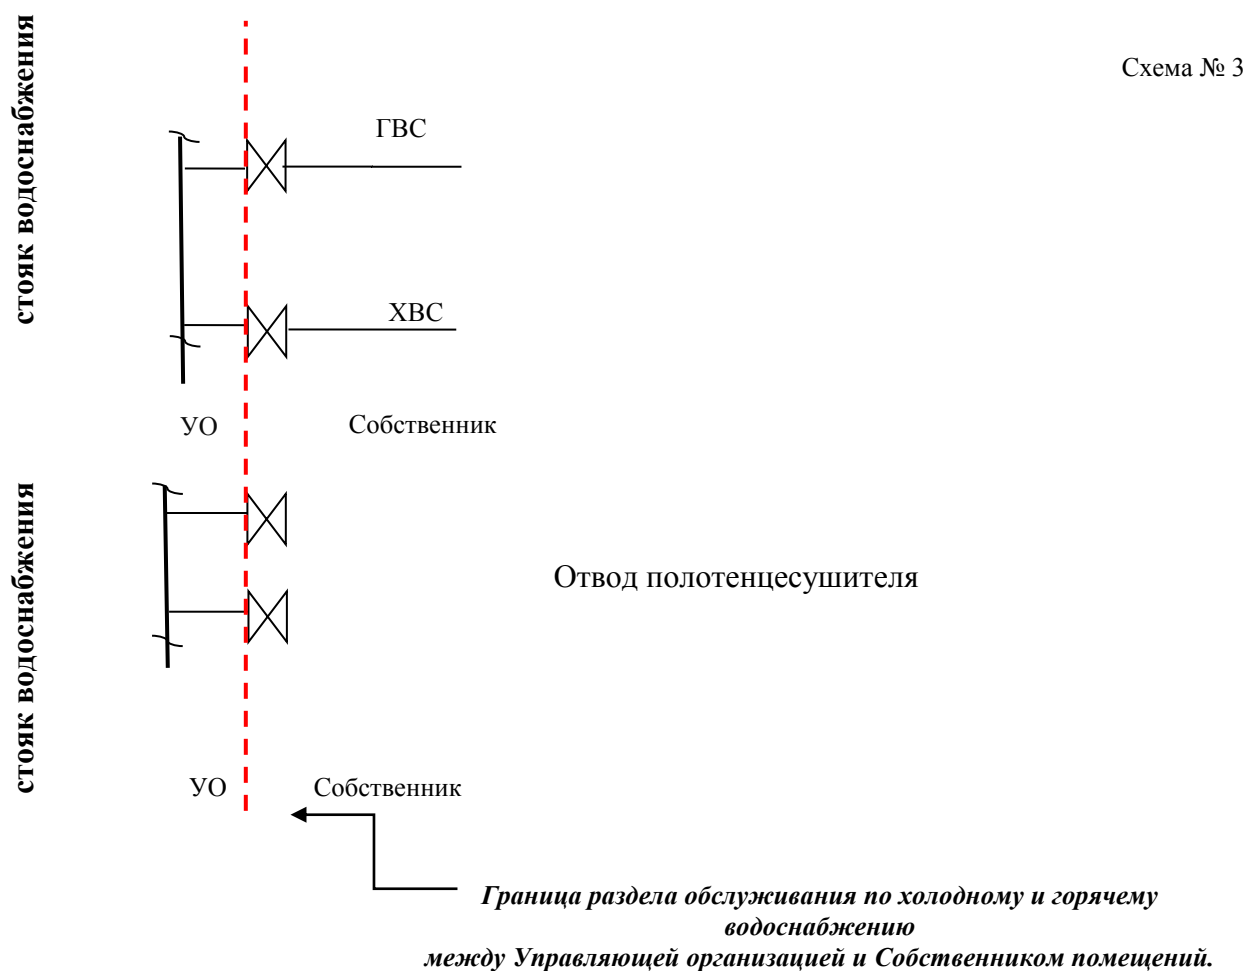 Схема № 3
стояк водоснабжения
ГВС
ХВС
УО
Собственник
стояк водоснабжения
Отвод полотенцесушителя
УО
Собственник
Граница раздела обслуживания по холодному и горячему
водоснабжению
между Управляющей организацией и Собственником помещений.